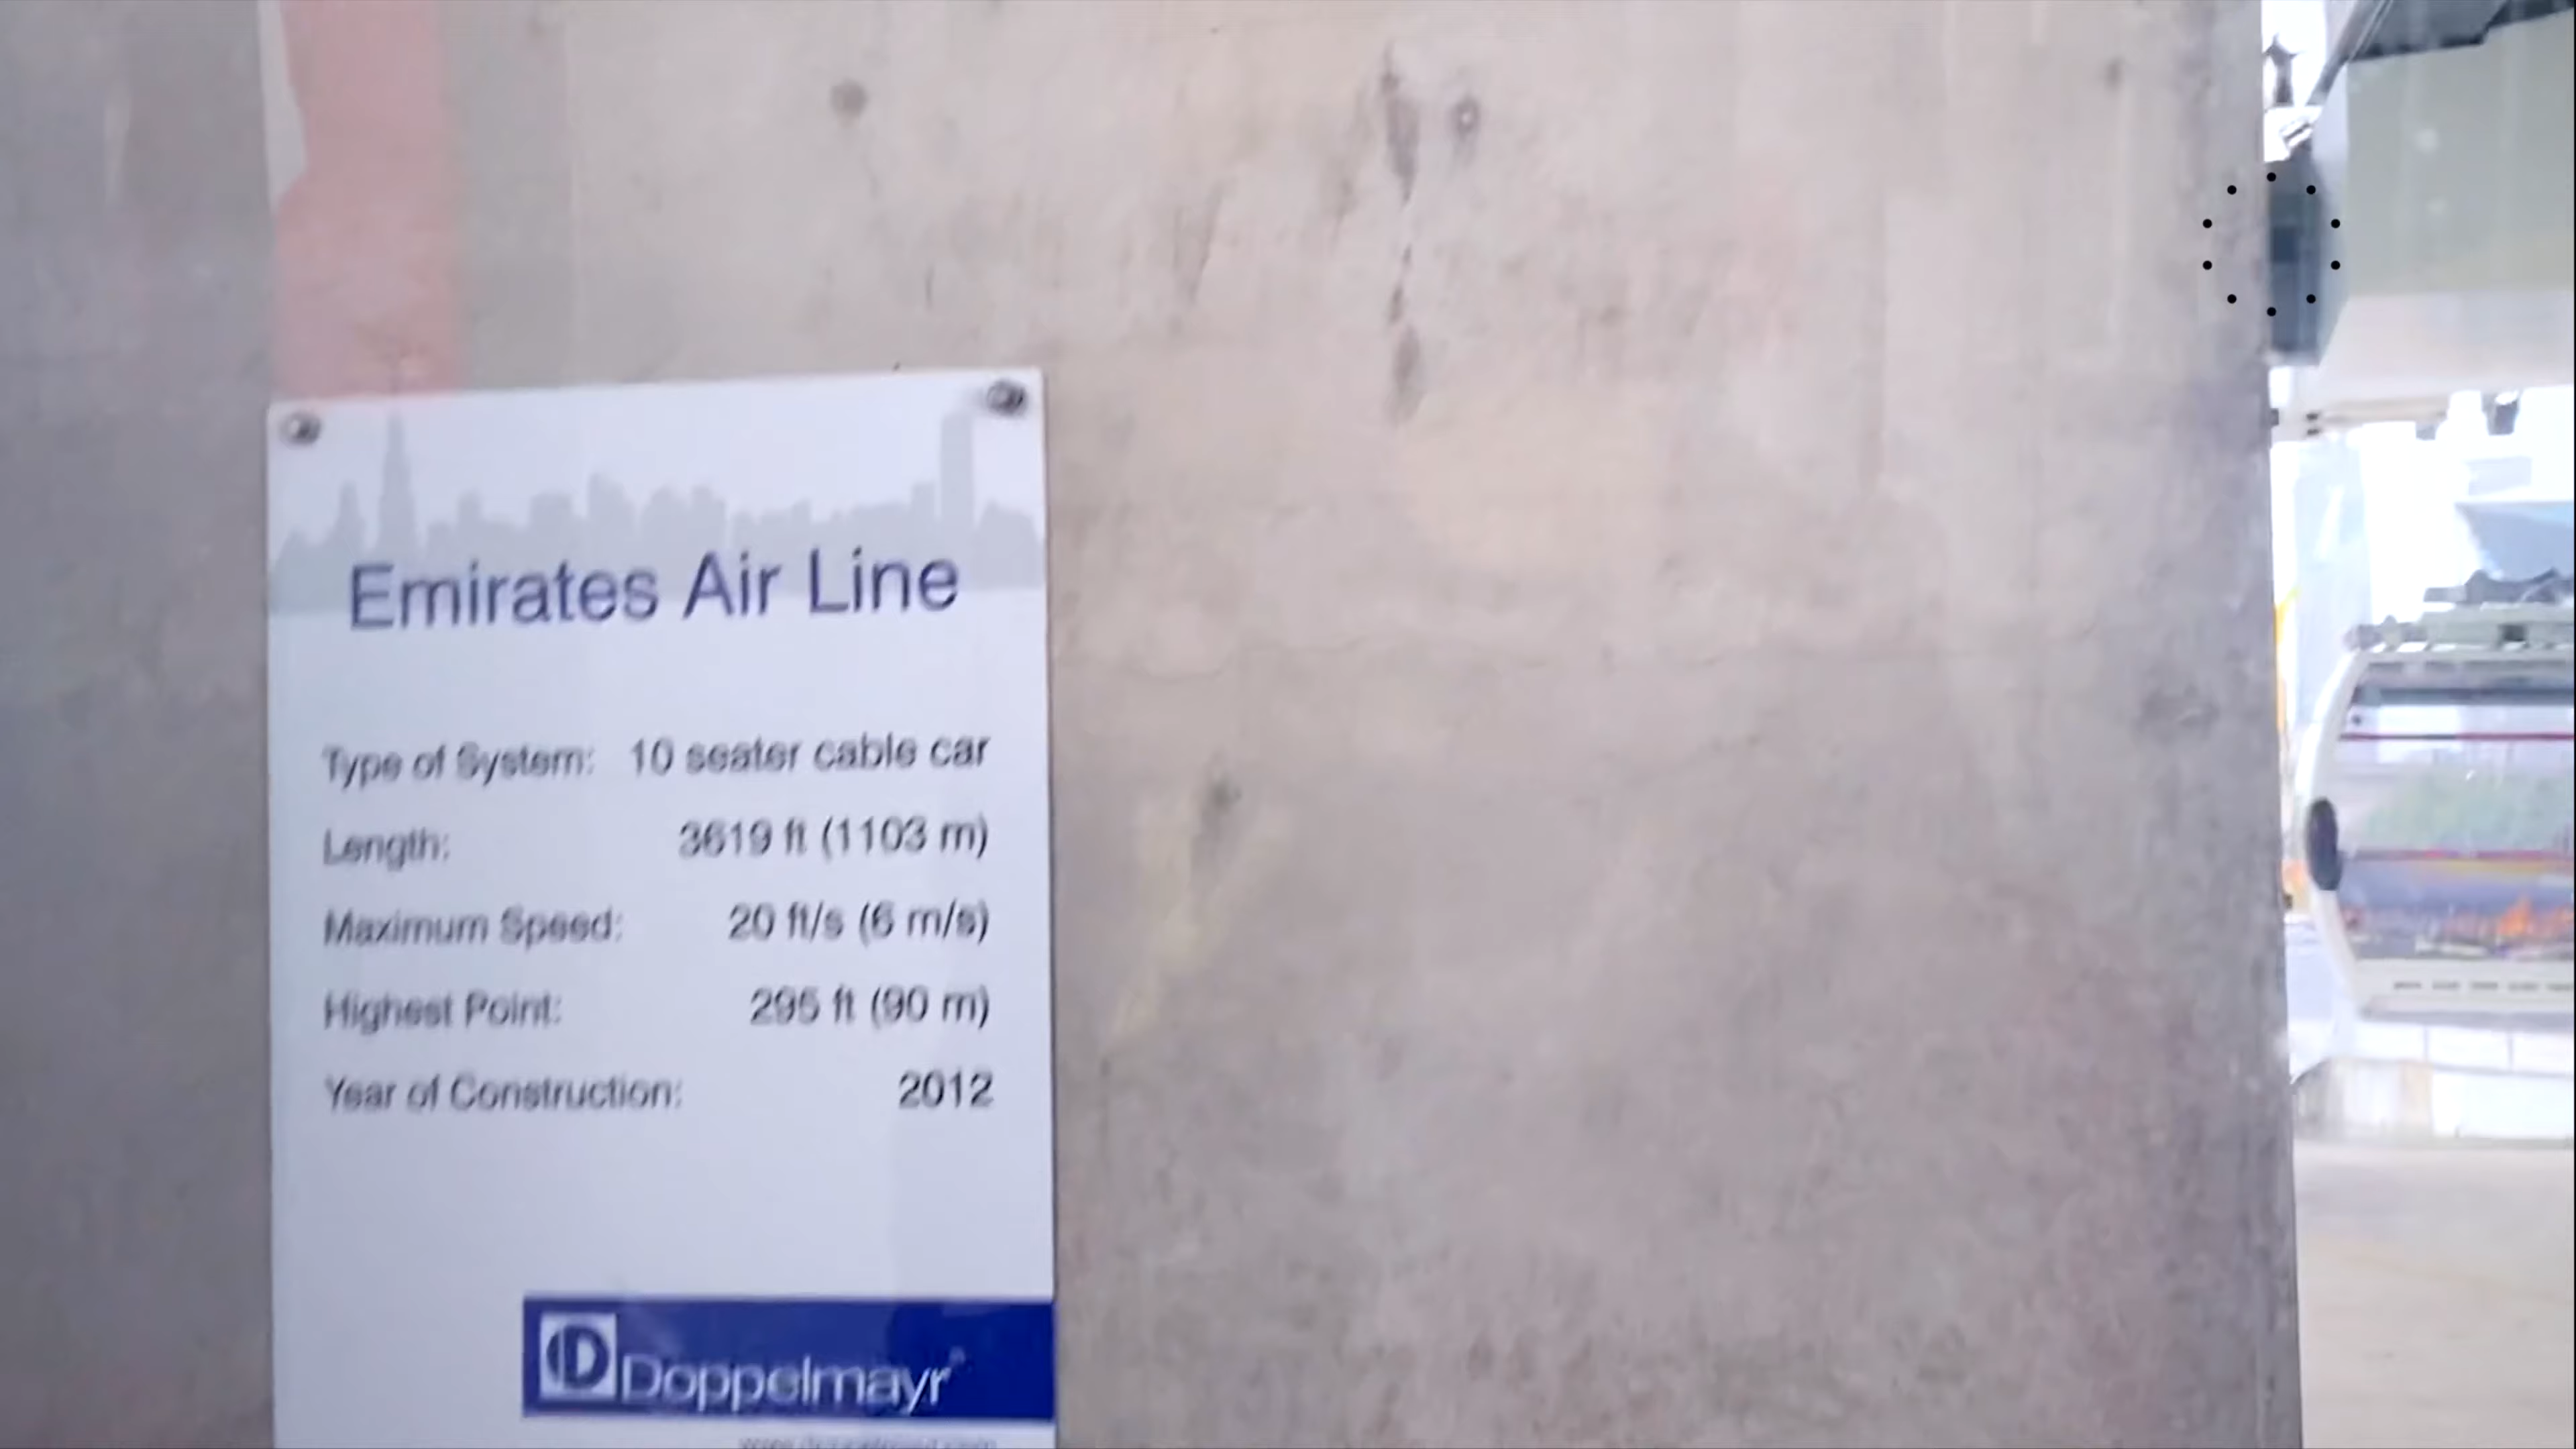 Emirates Air Line
Type of System: 10 seater cable car
Length: 3619 ft (1103 m)
Maximum Speed: 20 ft/s (6 m/s)
Highest Point: 295 ft (90 m)
Year of Construction: 2012
Doppelmayr®